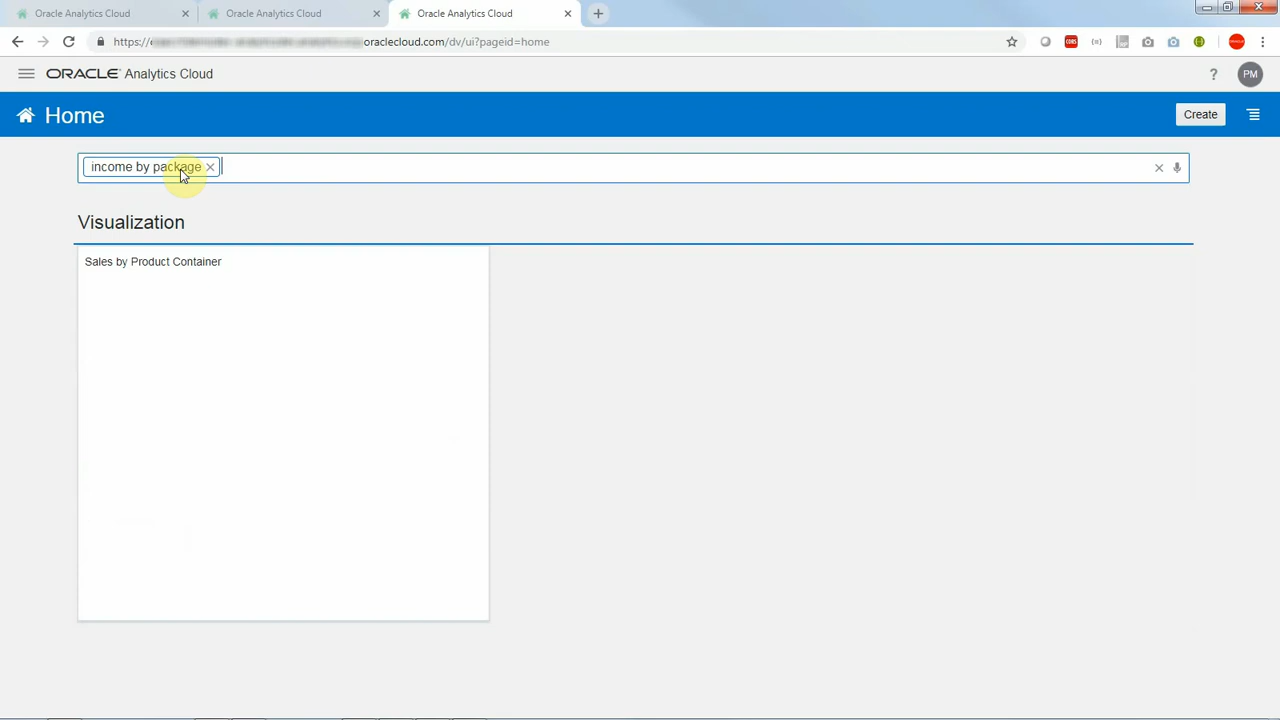 Oracle Analytics Cloud
Oracle Analytics Cloud
Oracle Analytics Cloud
https:// oraclecloud.com/dv/ui?pageid=home
ORACLE Analytics Cloud
? PM
Home
Create
income by package
Visualization
Sales by Product Container